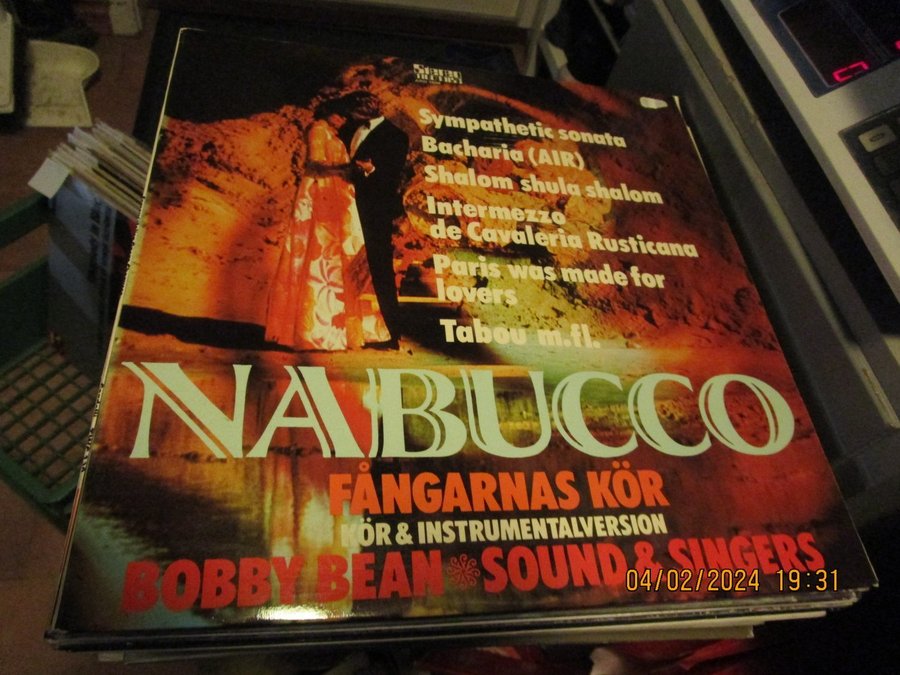 Sympathetic sonata
Bacharia (AIR)
Shalom shula shalom
Intermezzo
de Cavaleria Rusticana
Paris was made for
lovers
Tabou m.fl.
NABUCCO
FÅNGARNAS KÖR
KÖR & INSTRUMENTALVERSION
BOBBY BEAN SOUND & SINGERS
04/02/2024 19:31